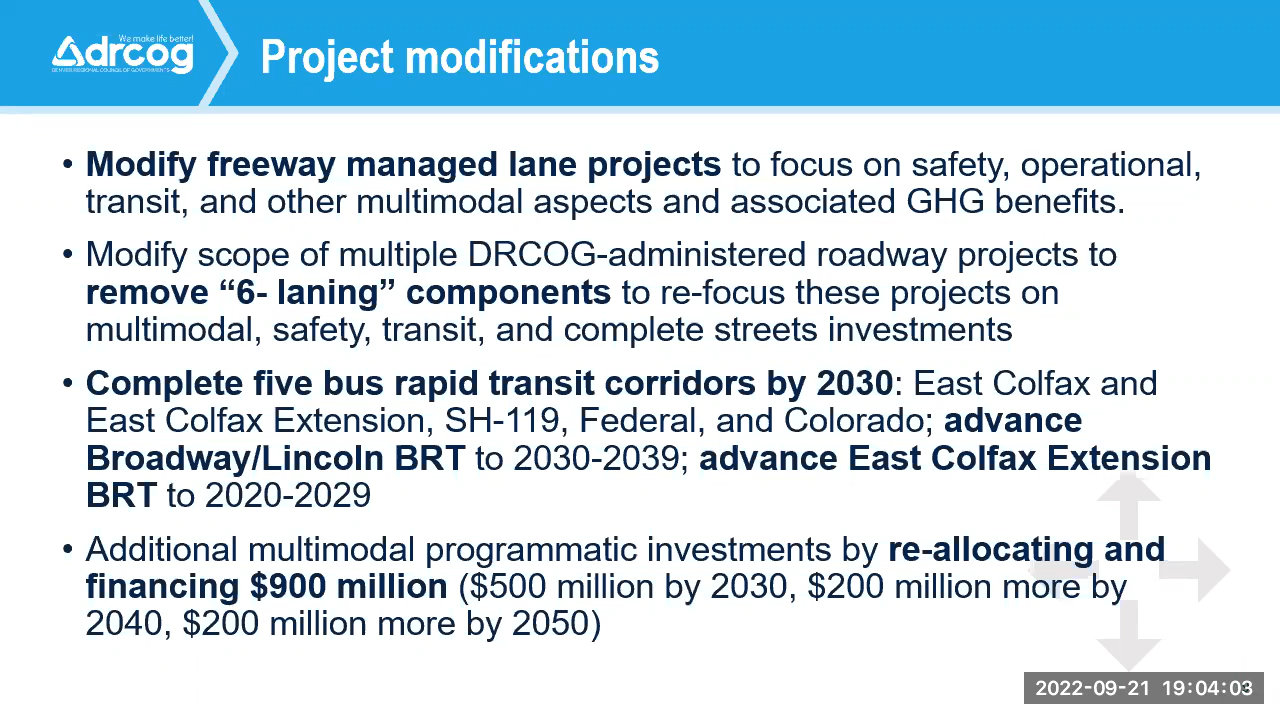 We make life better!
drcog
DENVER REGIONAL COUNCIL OF GOVERNMENTS
Project modifications
• Modify freeway managed lane projects to focus on safety, operational,
transit, and other multimodal aspects and associated GHG benefits.
• Modify scope of multiple DRCOG-administered roadway projects to
remove “6- laning” components to re-focus these projects on
multimodal, safety, transit, and complete streets investments
• Complete five bus rapid transit corridors by 2030: East Colfax and
East Colfax Extension, SH-119, Federal, and Colorado; advance
Broadway/Lincoln BRT to 2030-2039; advance East Colfax Extension
BRT to 2020-2029
• Additional multimodal programmatic investments by re-allocating and
financing $900 million ($500 million by 2030, $200 million more by
2040, $200 million more by 2050)
2022-09-21 19:04:03